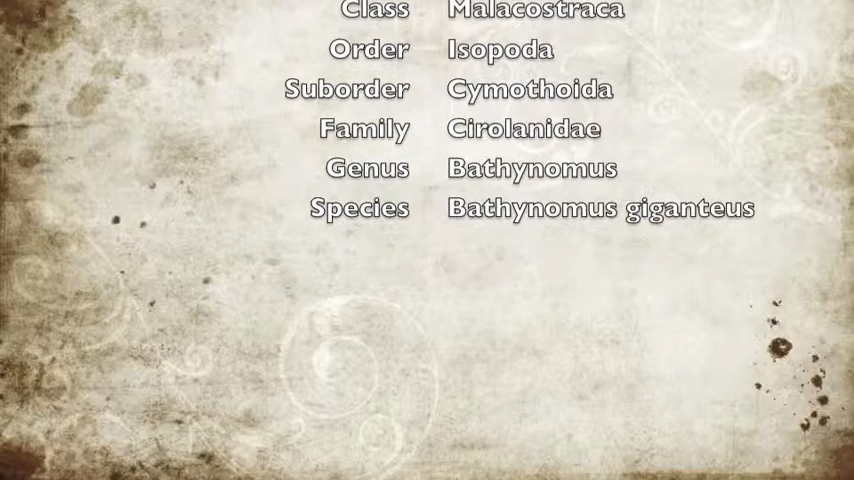 Class Malacostraca
Order Isopoda
Suborder Cymothoida
Family Cirolanidae
Genus Bathynomus
Species Bathynomus giganteus